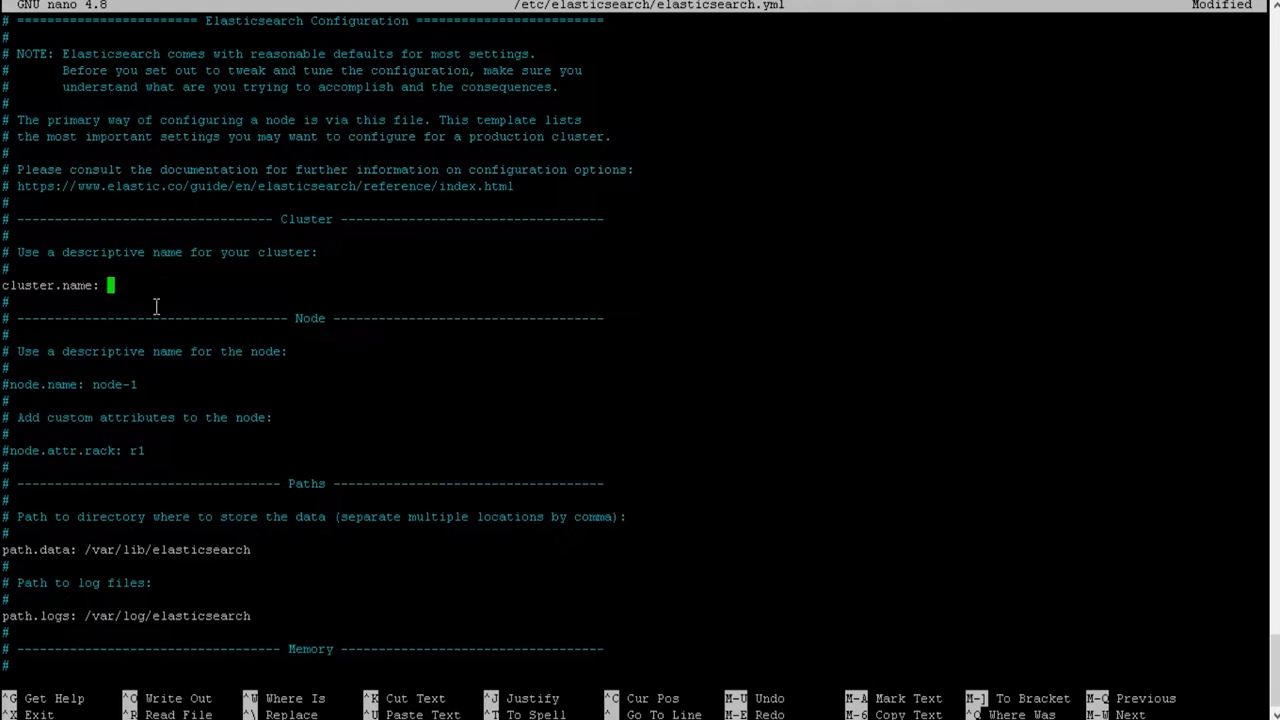 GNU nano 4.8 /etc/elasticsearch/elasticsearch.yml Modified
# ======================== Elasticsearch Configuration =========================
#
# NOTE: Elasticsearch comes with reasonable defaults for most settings.
#       Before you set out to tweak and tune the configuration, make sure you
#       understand what are you trying to accomplish and the consequences.
#
# The primary way of configuring a node is via this file. This template lists
# the most important settings you may want to configure for a production cluster.
#
# Please consult the documentation for further information on configuration options:
# https://www.elastic.co/guide/en/elasticsearch/reference/index.html
#
# ---------------------------------- Cluster -----------------------------------
#
# Use a descriptive name for your cluster:
#
cluster.name:
#
# ------------------------------------ Node ------------------------------------
#
# Use a descriptive name for the node:
#
#node.name: node-1
#
# Add custom attributes to the node:
#
#node.attr.rack: r1
#
# ----------------------------------- Paths ------------------------------------
#
# Path to directory where to store the data (separate multiple locations by comma):
#
path.data: /var/lib/elasticsearch
#
# Path to log files:
#
path.logs: /var/log/elasticsearch
#
# ----------------------------------- Memory -----------------------------------
#
^G Get Help ^O Write Out ^W Where Is ^K Cut Text ^J Justify ^C Cur Pos M-U Undo M-A Mark Text M-] To Bracket M-Q Previous
^X Exit ^R Read File ^\ Replace ^U Paste Text ^T To Spell ^_ Go To Line M-E Redo M-6 Copy Text ^Q Where Was M-W Next